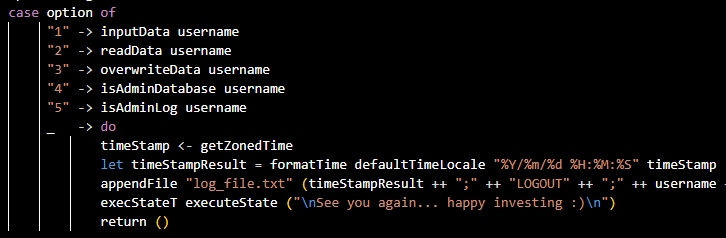 case option of
"1" -> inputData username
"2" -> readData username
"3" -> overwriteData username
"4" -> isAdminDatabase username
"5" -> isAdminLog username
_ -> do
timeStamp <- getZonedTime
let timeStampResult = formatTime defaultTimeLocale "%Y/%m/%d %H:%M:%S" timeStamp
appendFile "log_file.txt" (timeStampResult ++ ";" ++ "LOGOUT" ++ ";" ++ username
execStateT executeState ("\nSee you again... happy investing :)\n")
return ()